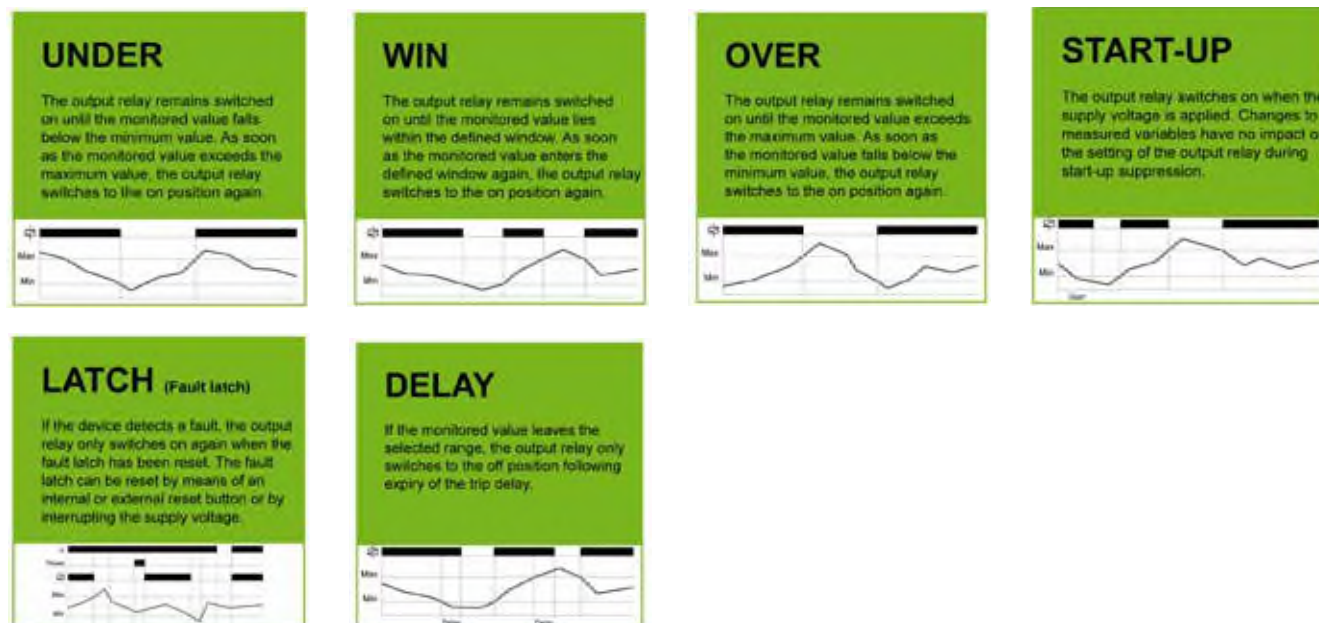 UNDER
The output relay remains switched
on until the monitored value falls
below the minimum value. As soon
as the monitored value exceeds the
maximum value, the output relay
switches to the on position again.
Max
Min
WIN
The output relay remains switched
on until the monitored value lies
within the defined window. As soon
as the monitored value enters the
defined window again, the output relay
switches to the on position again.
Max
Min
OVER
The output relay remains switched
on until the monitored value exceeds
the maximum value. As soon as
the monitored value falls below the
minimum value, the output relay
switches to the on position again.
Max
Min
START-UP
The output relay switches on when the
supply voltage is applied. Changes to
measured variables have no impact o
the setting of the output relay during
start-up suppression.
Max
Min
LATCH (Fault latch)
If the device detects a fault, the output
relay only switches on again when the
fault latch has been reset. The fault
latch can be reset by means of an
internal or external reset button or by
interrupting the supply voltage.
Max
Min
DELAY
If the monitored value leaves the
selected range, the output relay only
switches to the off position following
expiry of the trip delay.
Max
Min